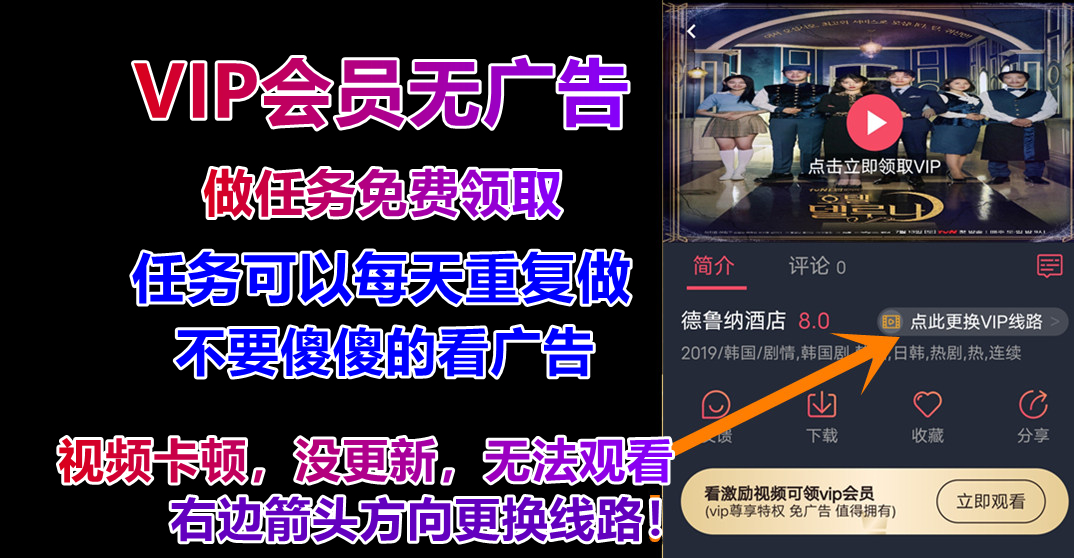 VIP会员无广告
做任务免费领取
任务可以每天重复做
不要傻傻的看广告
视频卡顿，没更新，无法观看
右边箭头方向更换线路！
点击立即领取VIP
호텔
델루나
简介
评论 0
德鲁纳酒店 8.0
点此更换VIP线路 >
2019/韩国/剧情,韩国剧,日韩,热剧,热,连续
反馈
下载
收藏
分享
看激励视频可领vip会员
(vip尊享特权 免广告 值得拥有)
立即观看